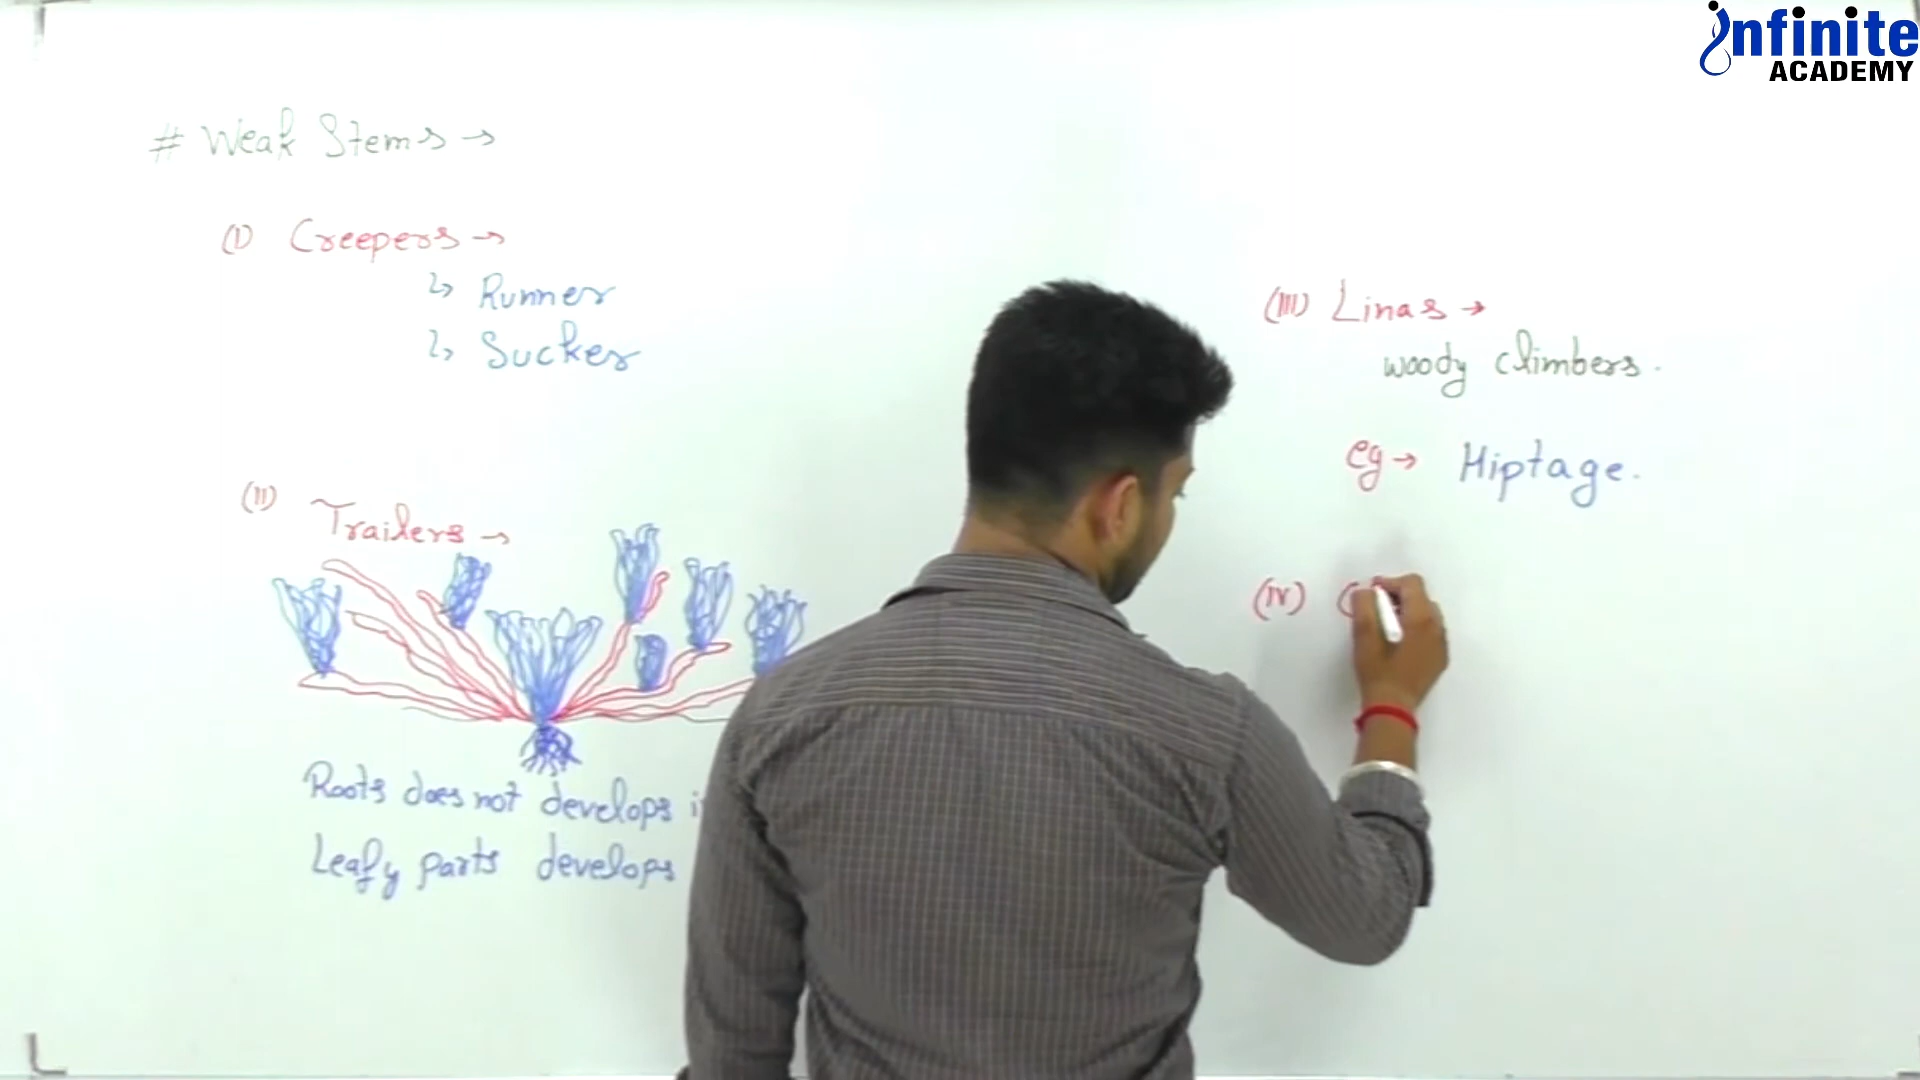 infinite
ACADEMY
# Weak Stems →
(I) Creepers →
↳ Runner
↳ Sucker
(II) Trailers →
Roots does not develops
Leafy parts develops
(III) Linas →
woody climbers.
eg → Hiptage.
(IV)